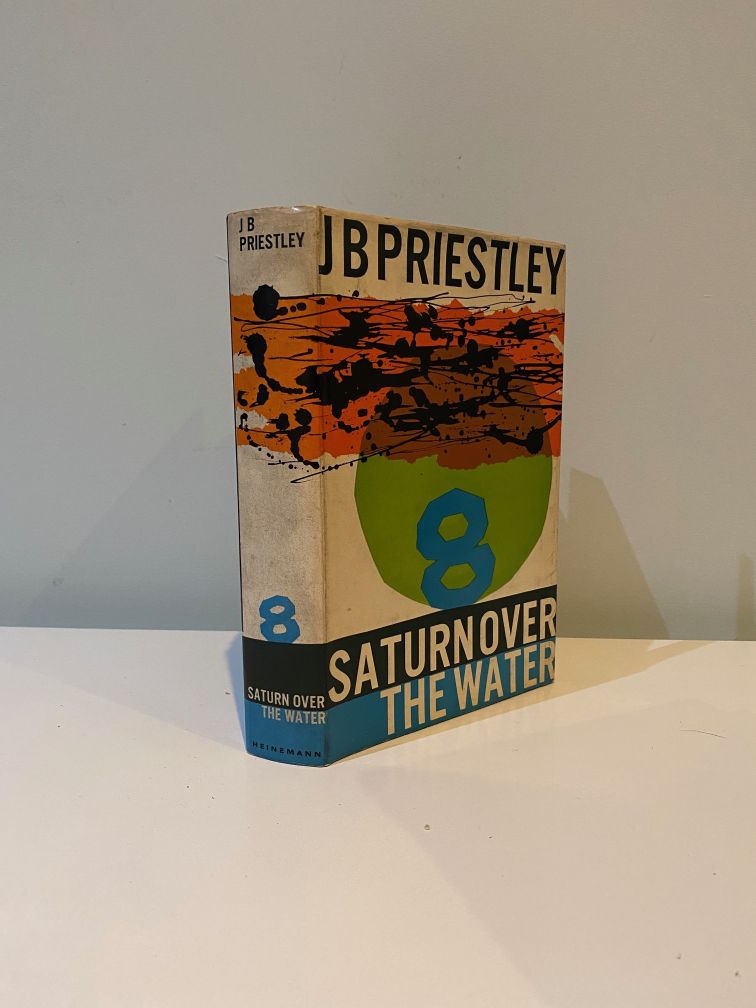 J B
PRIESTLEY
8
SATURN OVER
THE WATER
HEINEMANN
J B PRIESTLEY
8
SATURN OVER
THE WATER